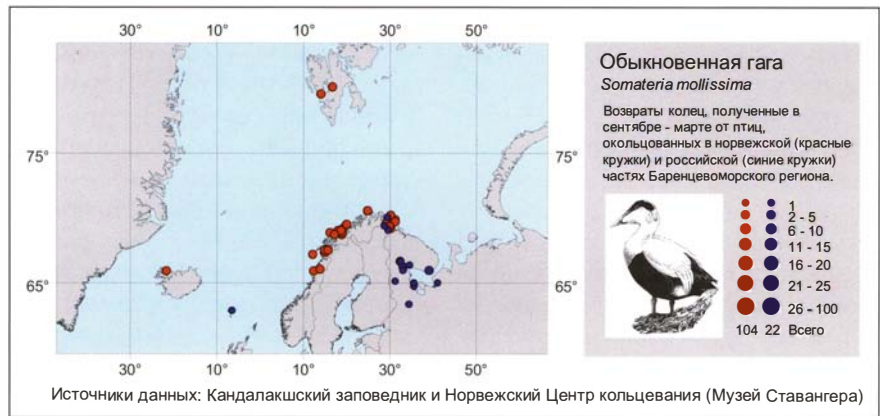 30° 10° 10° 30° 50°
75° 75°
65° 65°
30° 10° 10° 30° 50°
Обыкновенная гага
Somateria mollissima
Возвраты колец, полученные в
сентябре - марте от птиц,
окольцованных в норвежской (красные
кружки) и российской (синие кружки)
частях Баренцевоморского региона.
1
2 - 5
6 - 10
11 - 15
16 - 20
21 - 25
26 - 100
104 22 Всего
Источники данных: Кандалакшский заповедник и Норвежский Центр кольцевания (Музей Ставангера)